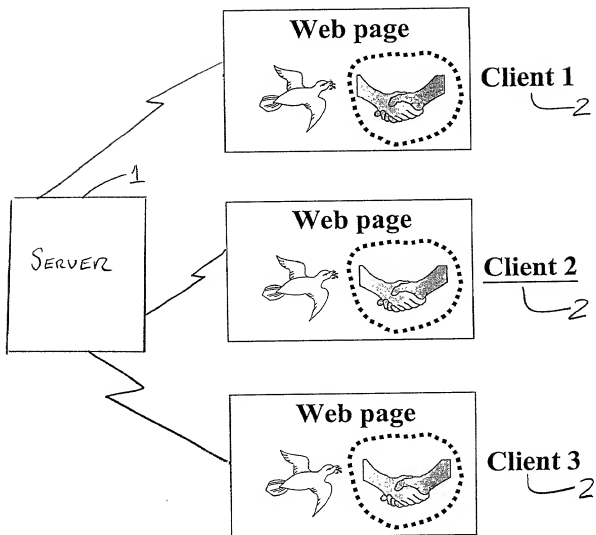 Web page
Client 1
2
1
SERVER
Web page
Client 2
2
Web page
Client 3
2